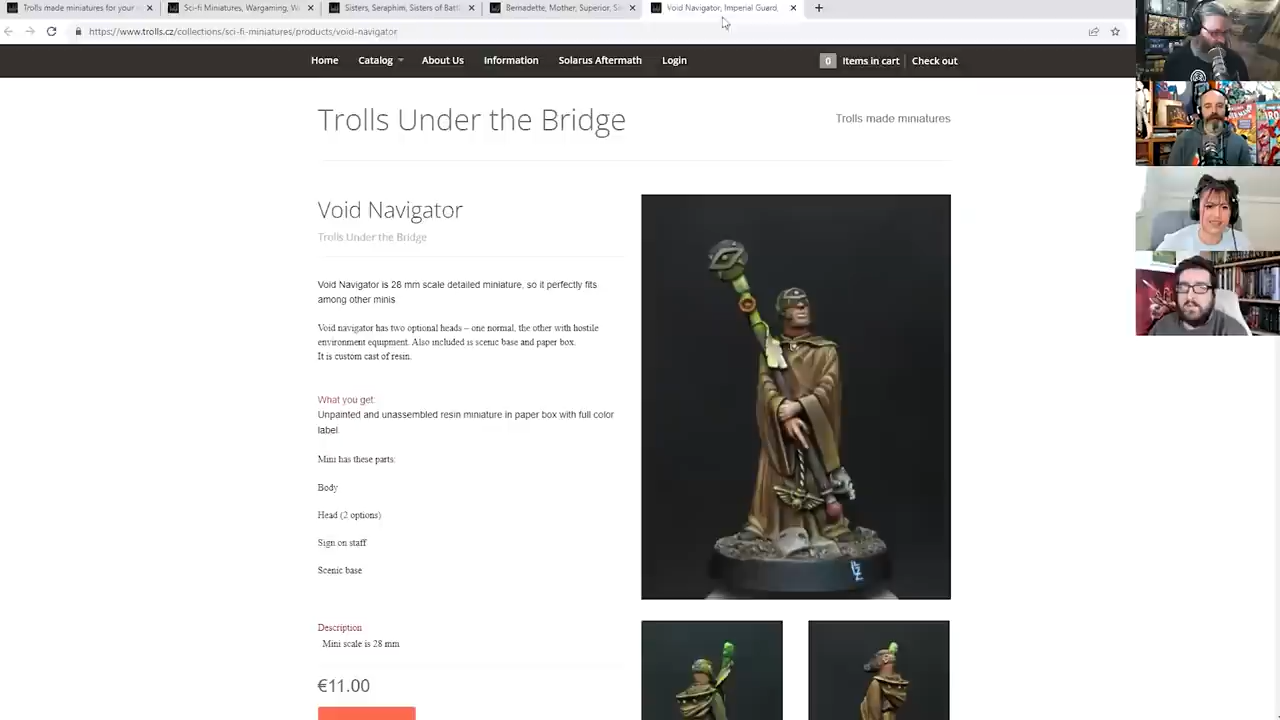 Trolls made miniatures for your
Sci-fi Miniatures, Wargaming, W
Sisters, Seraphim, Sisters of Battl
Bernadette, Mother, Superior, Si
Void Navigator, Imperial Guard,
https://www.trolls.cz/collections/sci-fi-miniatures/products/void-navigator
Home Catalog About Us Information Solarus Aftermath Login 0 Items in cart Check out
Trolls Under the Bridge
Trolls made miniatures
Void Navigator
Trolls Under the Bridge
Void Navigator is 28 mm scale detailed miniature, so it perfectly fits
among other minis
Void navigator has two optional heads – one normal, the other with hostile
environment equipment. Also included is scenic base and paper box.
It is custom cast of resin.
What you get:
Unpainted and unassembled resin miniature in paper box with full color
label.
Mini has these parts:
Body
Head (2 options)
Sign on staff
Scenic base
Description
Mini scale is 28 mm
€11.00